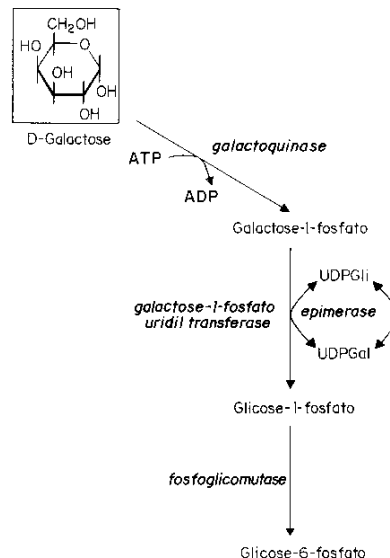 CH₂OH
HO
O
OH
OH
OH
D-Galactose
ATP
galactoquinase
ADP
Galactose-1-fosfato
UDPGli
galactose-1-fosfato
uridil transferase
epimerase
UDPGal
Glicose-1-fosfato
fosfoglicomutase
Glicose-6-fosfato